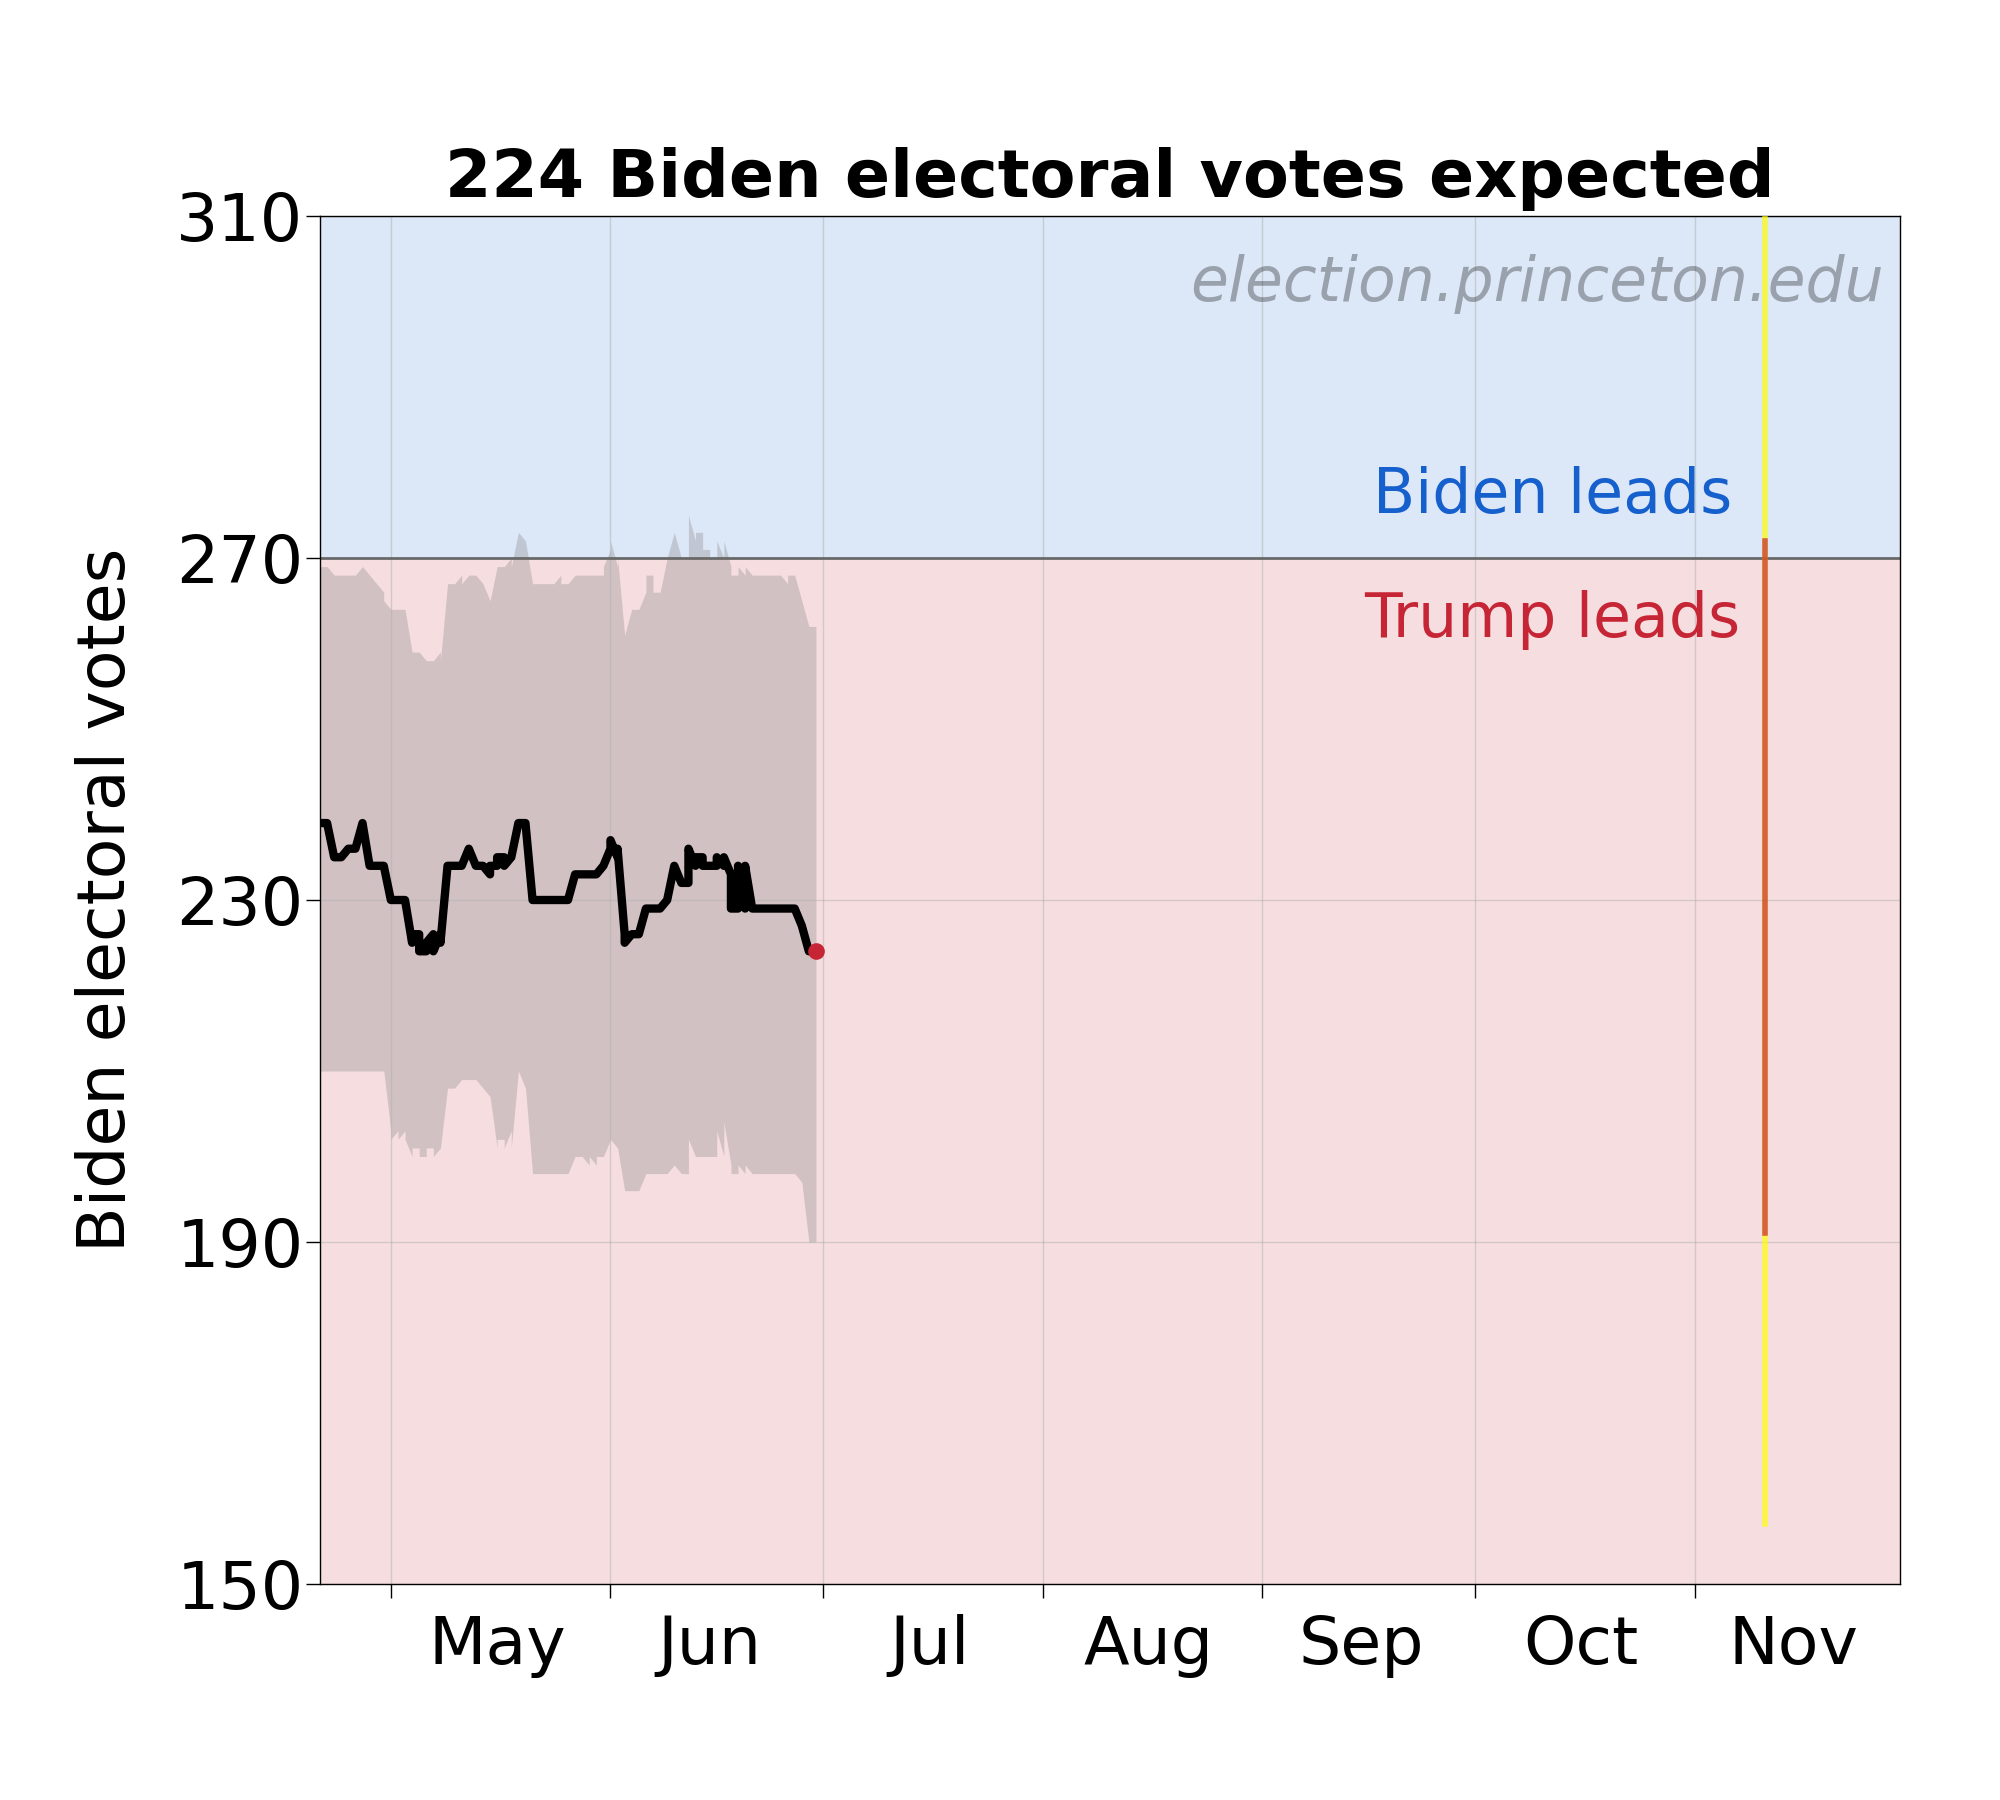 224 Biden electoral votes expected
310
election.princeton.edu
Biden leads
270
Trump leads
230
190
150
Biden electoral votes
May Jun Jul Aug Sep Oct Nov